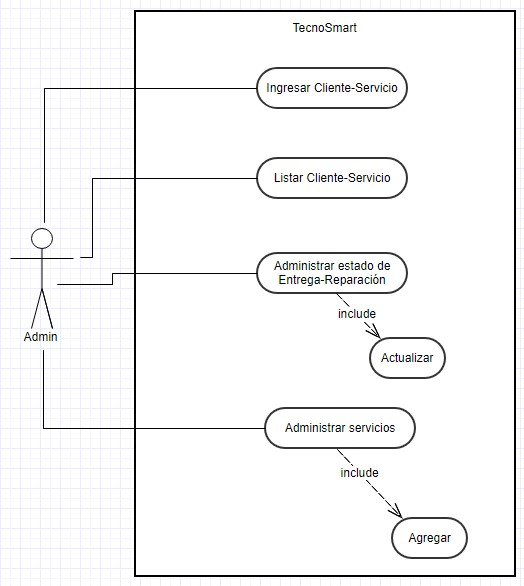 TecnoSmart
Ingresar Cliente-Servicio
Listar Cliente-Servicio
Administrar estado de
Entrega-Reparación
include
Admin
Actualizar
Administrar servicios
include
Agregar